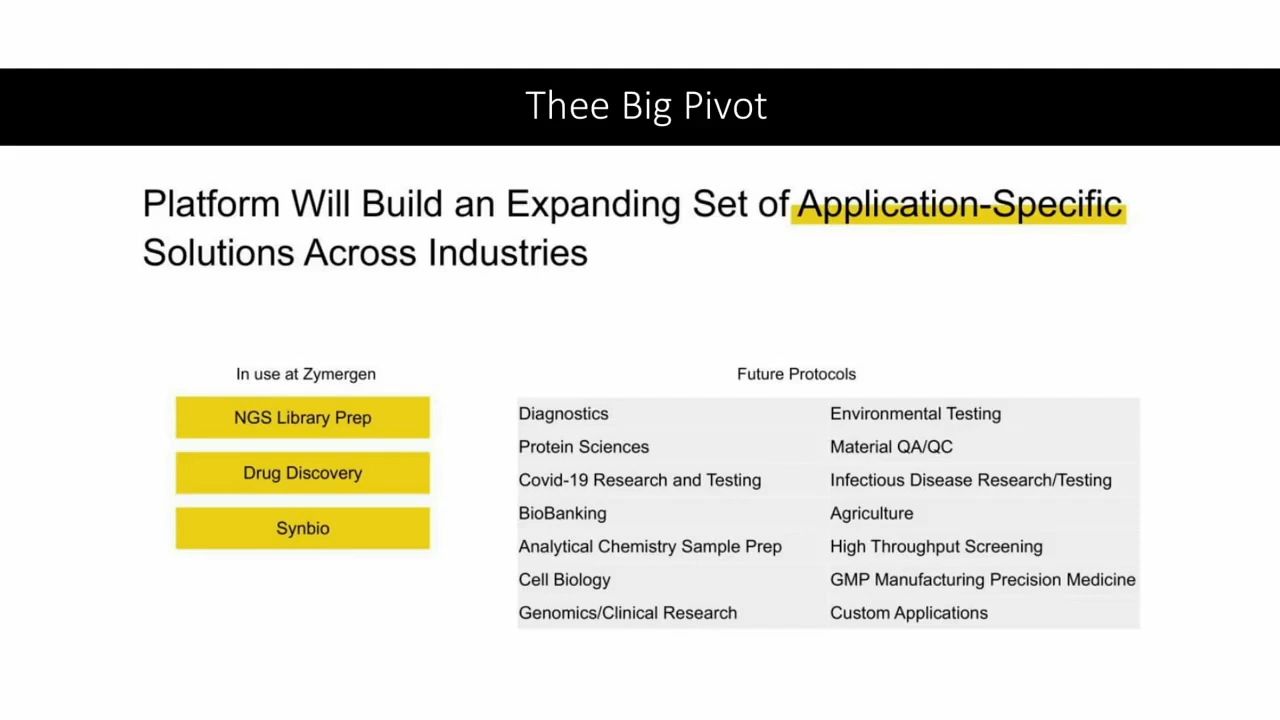 Thee Big Pivot
Platform Will Build an Expanding Set of Application-Specific
Solutions Across Industries
In use at Zymergen
NGS Library Prep
Drug Discovery
Synbio
Future Protocols
Diagnostics
Protein Sciences
Covid-19 Research and Testing
BioBanking
Analytical Chemistry Sample Prep
Cell Biology
Genomics/Clinical Research
Environmental Testing
Material QA/QC
Infectious Disease Research/Testing
Agriculture
High Throughput Screening
GMP Manufacturing Precision Medicine
Custom Applications